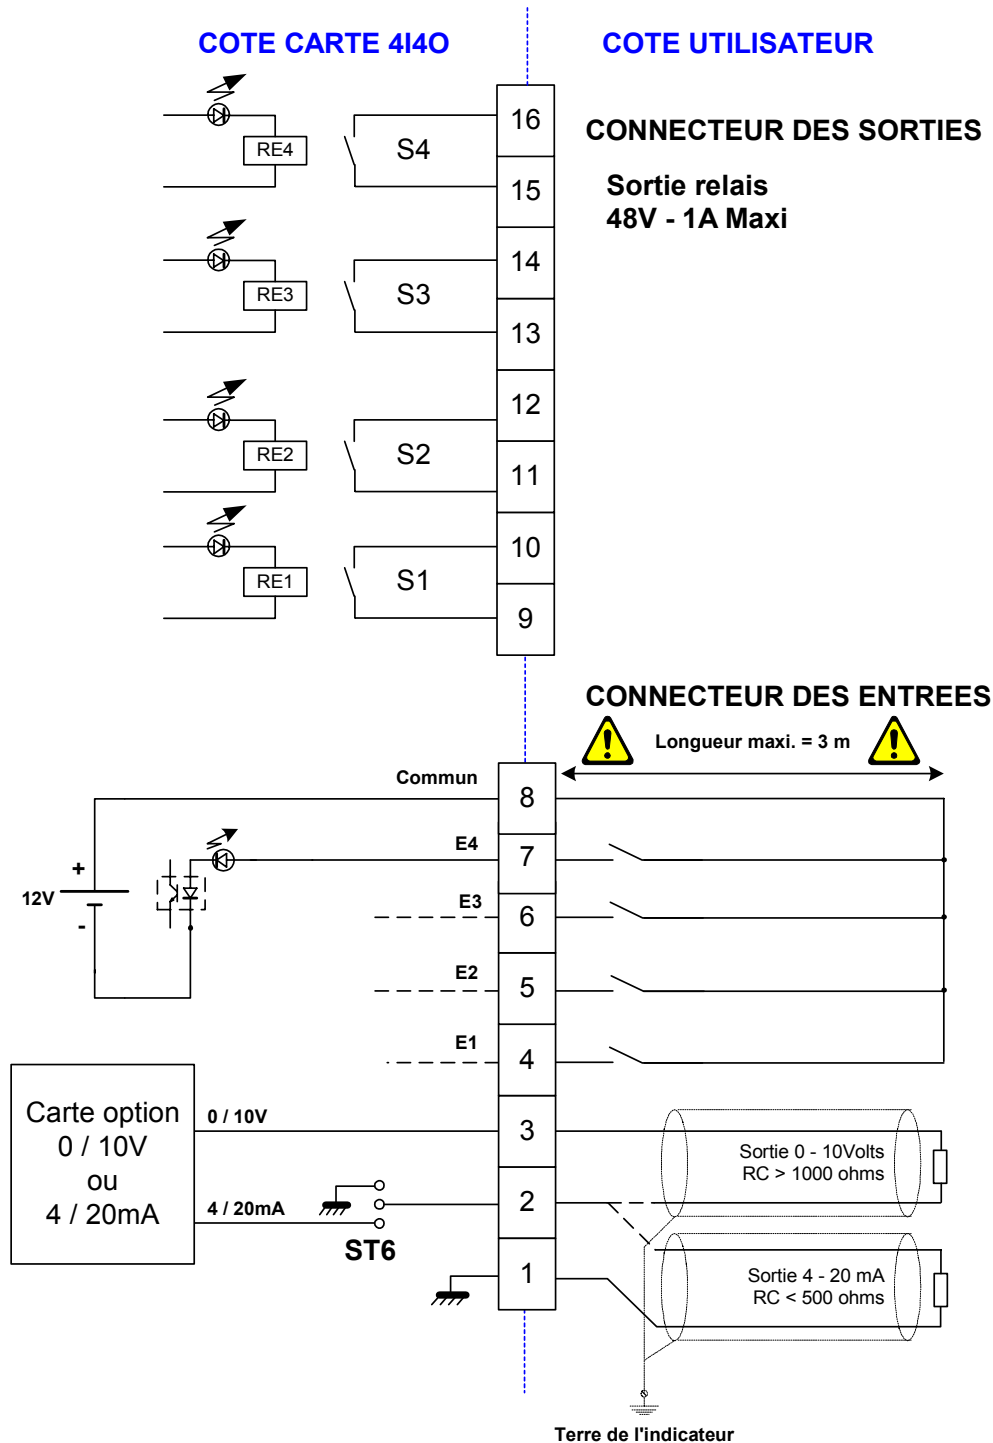 COTE CARTE 4I4O
COTE UTILISATEUR
16
CONNECTEUR DES SORTIES
RE4
S4
15
Sortie relais
48V - 1A Maxi
14
RE3
S3
13
12
RE2
S2
11
10
RE1
S1
9
CONNECTEUR DES ENTREES
Longueur maxi. = 3 m
Commun
8
E4
7
+
12V
-
E3
6
E2
5
E1
4
Carte option
0 / 10V
ou
4 / 20mA
0 / 10V
3
Sortie 0 - 10Volts
RC > 1000 ohms
4 / 20mA
2
ST6
1
Sortie 4 - 20 mA
RC < 500 ohms
Terre de l'indicateur